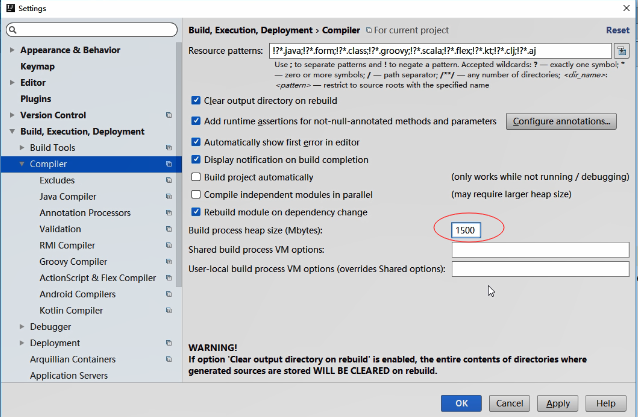 Settings
Appearance & Behavior
Keymap
Editor
Plugins
Version Control
Build, Execution, Deployment
Build Tools
Compiler
Excludes
Java Compiler
Annotation Processors
Validation
RMI Compiler
Groovy Compiler
ActionScript & Flex Compiler
Android Compilers
Kotlin Compiler
Debugger
Deployment
Arquillian Containers
Application Servers
Build, Execution, Deployment › Compiler For current project Reset
Resource patterns: !?*.java;!?*.form;!?*.class;!?*.groovy;!?*.scala;!?*.flex;!?*.kt;!?*.clj;!?*.aj
Use ; to separate patterns and ! to negate a pattern. Accepted wildcards: ? — exactly one symbol; *
— zero or more symbols; / — path separator; /**/ — any number of directories; <dir_name>:
<pattern> — restrict to source roots with the specified name
Clear output directory on rebuild
Add runtime assertions for not-null-annotated methods and parameters Configure annotations...
Automatically show first error in editor
Display notification on build completion
Build project automatically (only works while not running / debugging)
Compile independent modules in parallel (may require larger heap size)
Rebuild module on dependency change
Build process heap size (Mbytes): 1500
Shared build process VM options:
User-local build process VM options (overrides Shared options):
WARNING!
If option 'Clear output directory on rebuild' is enabled, the entire contents of directories where
generated sources are stored WILL BE CLEARED on rebuild.
OK Cancel Apply Help